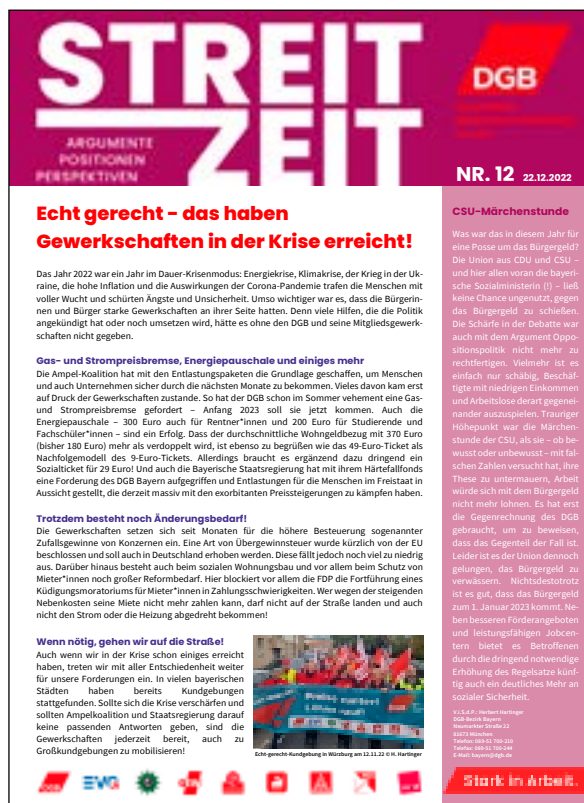 STREIT
ZEIT
ARGUMENTE
POSITIONEN
PERSPEKTIVEN
DGB
NR. 12 22.12.2022
Echt gerecht – das haben
Gewerkschaften in der Krise erreicht!
Das Jahr 2022 war ein Jahr im Dauer-Krisenmodus: Energiekrise, Klimakrise, der Krieg in der Uk-
raine, die hohe Inflation und die Auswirkungen der Corona-Pandemie trafen die Menschen mit
voller Wucht und schürten Ängste und Unsicherheit. Umso wichtiger war es, dass die Bürgerin-
nen und Bürger starke Gewerkschaften an ihrer Seite hatten. Denn viele Hilfen, die die Politik
angekündigt hat oder noch umsetzen wird, hätte es ohne den DGB und seine Mitgliedsgewerk-
schaften nicht gegeben.
Gas- und Strompreisbremse, Energiepauschale und einiges mehr
Die Ampel-Koalition hat mit den Entlastungspaketen die Grundlage geschaffen, um Menschen
und auch Unternehmen sicher durch die nächsten Monate zu bekommen. Vieles davon kam erst
auf Druck der Gewerkschaften zustande. So hat der DGB schon im Sommer vehement eine Gas-
und Strompreisbremse gefordert – Anfang 2023 soll sie jetzt kommen. Auch die
Energiepauschale – 300 Euro auch für Rentner*innen und 200 Euro für Studierende und
Fachschüler*innen – sind ein Erfolg. Dass der durchschnittliche Wohngeldbezug mit 370 Euro
(bisher 180 Euro) mehr als verdoppelt wird, ist ebenso zu begrüßen wie das 49-Euro-Ticket als
Nachfolgemodell des 9-Euro-Tickets. Allerdings braucht es ergänzend dazu dringend ein
Sozialticket für 29 Euro! Und auch die Bayerische Staatsregierung hat mit ihrem Härtefallfonds
eine Forderung des DGB Bayern aufgegriffen und Entlastungen für die Menschen im Freistaat in
Aussicht gestellt, die derzeit massiv mit den exorbitanten Preissteigerungen zu kämpfen haben.
Trotzdem besteht noch Änderungsbedarf!
Die Gewerkschaften setzen sich seit Monaten für die höhere Besteuerung sogenannter
Zufallsgewinne von Konzernen ein. Eine Art von Übergewinnsteuer wurde kürzlich von der EU
beschlossen und soll auch in Deutschland erhoben werden. Diese fällt jedoch noch viel zu niedrig
aus. Darüber hinaus besteht auch beim sozialen Wohnungsbau und vor allem beim Schutz von
Mieter*innen noch großer Reformbedarf. Hier blockiert vor allem die FDP die Fortführung eines
Küdigungsmoratoriums für Mieter*innen in Zahlungsschwierigkeiten. Wer wegen der steigenden
Nebenkosten seine Miete nicht mehr zahlen kann, darf nicht auf der Straße landen und auch
nicht den Strom oder die Heizung abgedreht bekommen!
Wenn nötig, gehen wir auf die Straße!
Auch wenn wir in der Krise schon einiges erreicht
haben, treten wir mit aller Entschiedenheit weiter
für unsere Forderungen ein. In vielen bayerischen
Städten haben bereits Kundgebungen
stattgefunden. Sollte sich die Krise verschärfen und
sollten Ampelkoalition und Staatsregierung darauf
keine passenden Antworten geben, sind die
Gewerkschaften jederzeit bereit, auch zu
Großkundgebungen zu mobilisieren!
Echt-gerecht-Kundgebung in Würzburg am 12.11.22 © H. Hartinger
EVG
CSU-Märchenstunde
Was war das in diesem Jahr für
eine Posse um das Bürgergeld?
Die Union aus CDU und CSU –
und hier allen voran die bayeri-
sche Sozialministerin (!) – ließ
keine Chance ungenutzt, gegen
das Bürgergeld zu schießen.
Die Schärfe in der Debatte war
auch mit dem Argument Oppo-
sitionspolitik nicht mehr zu
rechtfertigen. Vielmehr ist es
einfach nur schäbig, Beschäf-
tigte mit niedrigen Einkommen
und Arbeitslose derart gegenei-
nander auszuspielen. Trauriger
Höhepunkt war die Märchen-
stunde der CSU, als sie – ob be-
wusst oder unbewusst – mit fal-
schen Zahlen versucht hat, ihre
These zu untermauern, Arbeit
würde sich mit dem Bürgergeld
nicht mehr lohnen. Es hat erst
die Gegenrechnung des DGB
gebraucht, um zu beweisen,
dass das Gegenteil der Fall ist.
Leider ist es der Union dennoch
gelungen, das Bürgergeld zu
verwässern. Nichtsdestotrotz
ist es gut, dass das Bürgergeld
zum 1. Januar 2023 kommt. Ne-
ben besseren Förderangeboten
und leistungsfähigen Jobcen-
tern bietet es Betroffenen
durch die dringend notwendige
Erhöhung des Regelsatze künf-
tig auch ein deutliches Mehr an
sozialer Sicherheit.
V.i.S.d.P.: Herbert Hartinger
DGB-Bezirk Bayern
Neumarkter Straße 22
81673 München
Telefon: 089-51 700-210
Telefax: 089-51 700-244
E-Mail: bayern@dgb.de
Stark in Arbeit.